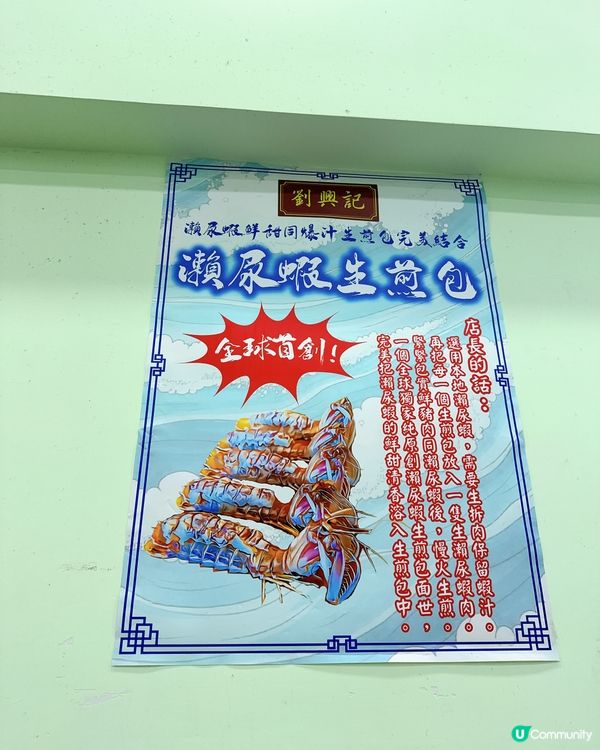 劉興記
瀨尿蝦鮮甜同爆汁生煎包完美結合
瀨尿蝦生煎包
全球首創!
店長的話:
選用本地瀨尿蝦,需要生拆肉保留蝦汁。
再把每一個生煎包放入一隻生瀨尿蝦肉。
緊緊包實鮮豬肉同瀨尿蝦後,慢火生煎。
一個全球獨家純原創瀨尿蝦生煎包面世,
完美把瀨尿蝦的鮮甜清香溶入生煎包中。
U Community